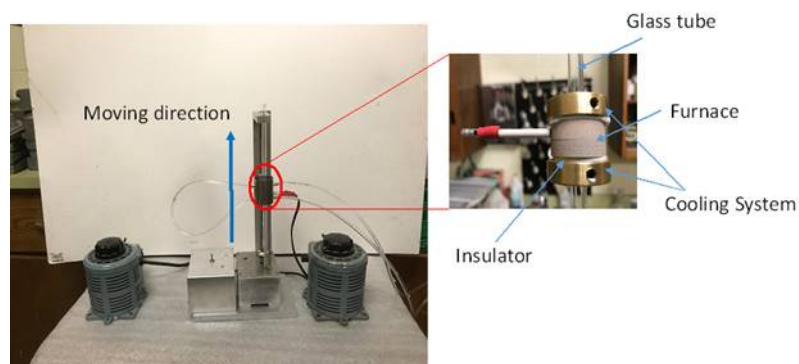 Glass tube
Moving direction
Furnace
Cooling System
Insulator